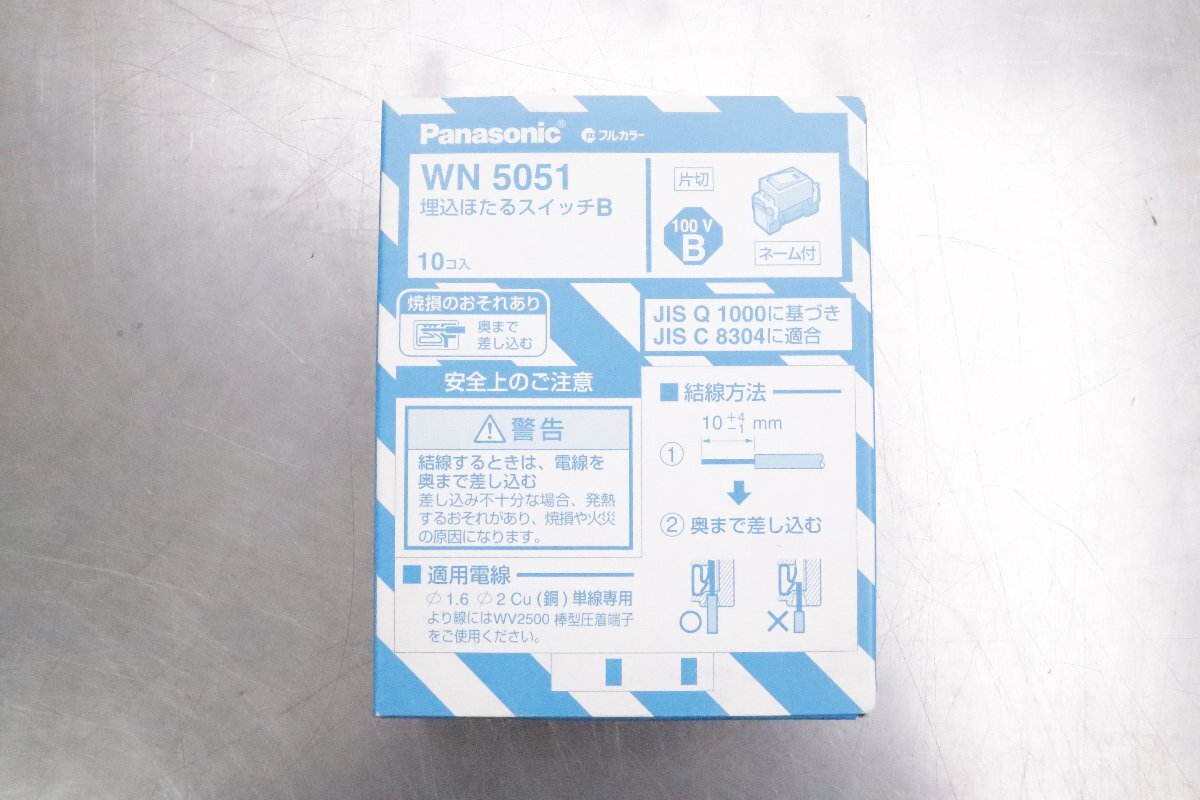 Panasonic® フルカラー
WN 5051
埋込ほたるスイッチB
10コ入
片切
100 V
B
ネーム付
焼損のおそれあり
奥まで
差し込む
JIS Q 1000に基づき
JIS C 8304に適合
安全上のご注意
警告
結線するときは、電線を
奥まで差し込む
差し込み不十分な場合、発熱
するおそれがあり、焼損や火災
の原因になります。
■ 適用電線
φ1.6 φ2 Cu(銅)単線専用
より線にはWV2500 棒型圧着端子
をご使用ください。
■ 結線方法
10 +4 −1 mm
①
② 奥まで差し込む
○ ×